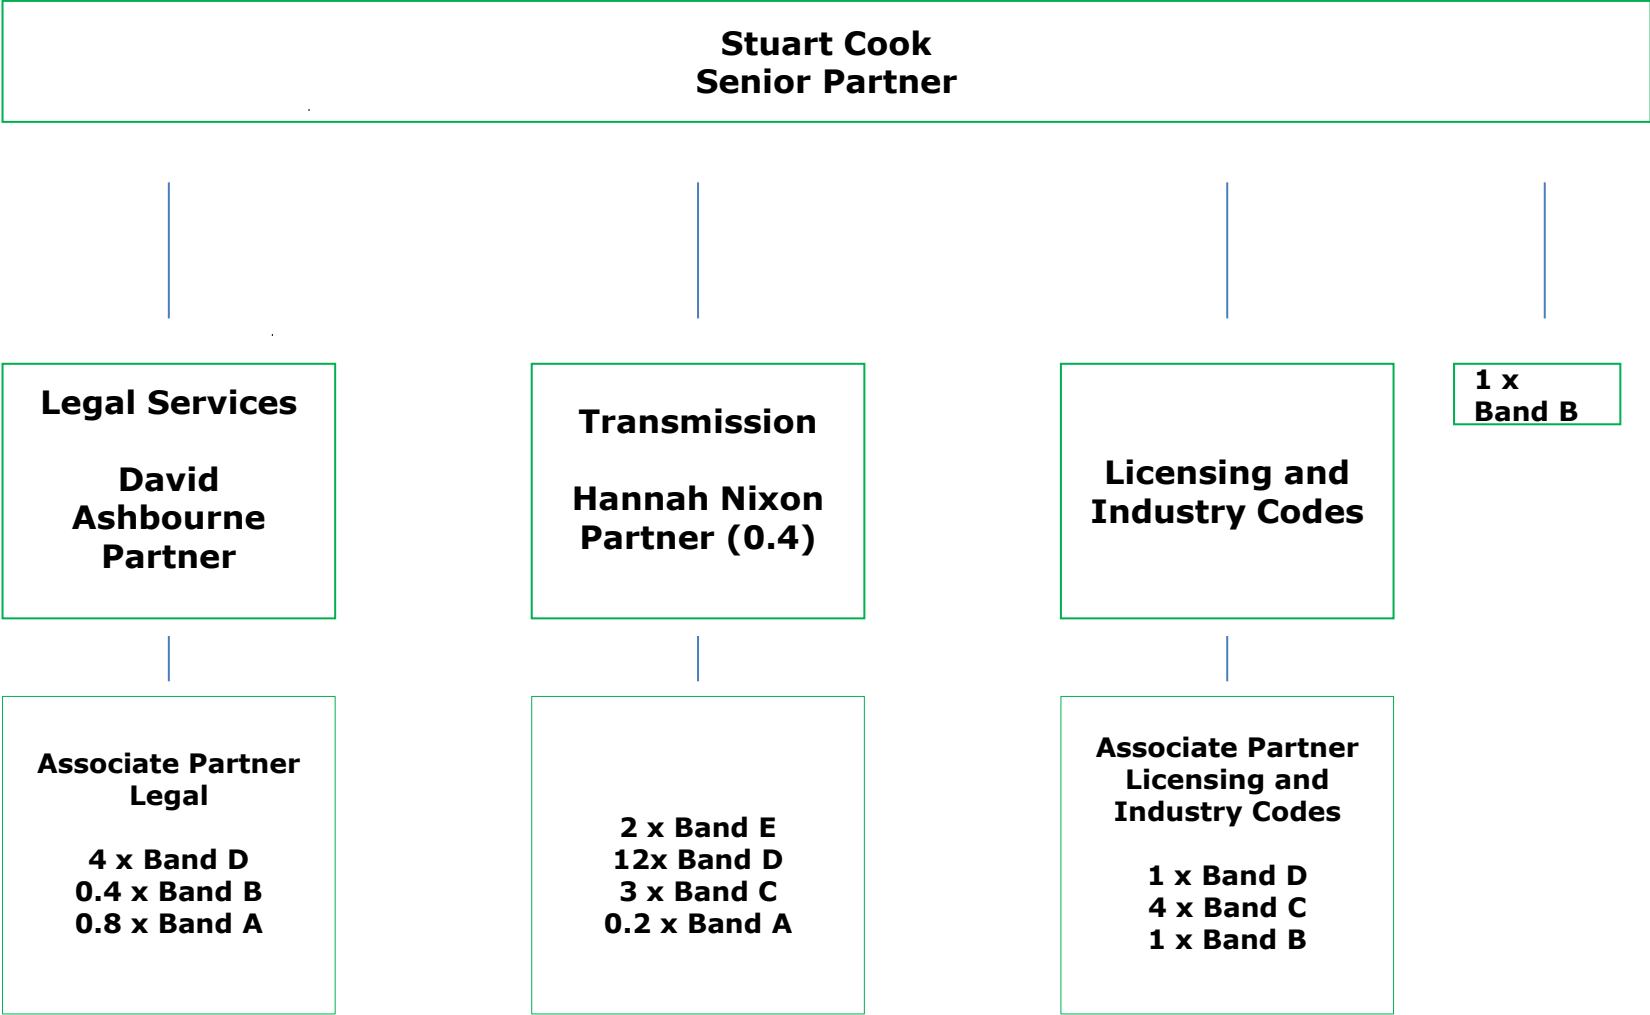 Stuart Cook
Senior Partner
Legal Services
David
Ashbourne
Partner
Transmission
Hannah Nixon
Partner (0.4)
Licensing and
Industry Codes
1 x
Band B
Associate Partner
Legal
4 x Band D
0.4 x Band B
0.8 x Band A
2 x Band E
12x Band D
3 x Band C
0.2 x Band A
Associate Partner
Licensing and
Industry Codes
1 x Band D
4 x Band C
1 x Band B